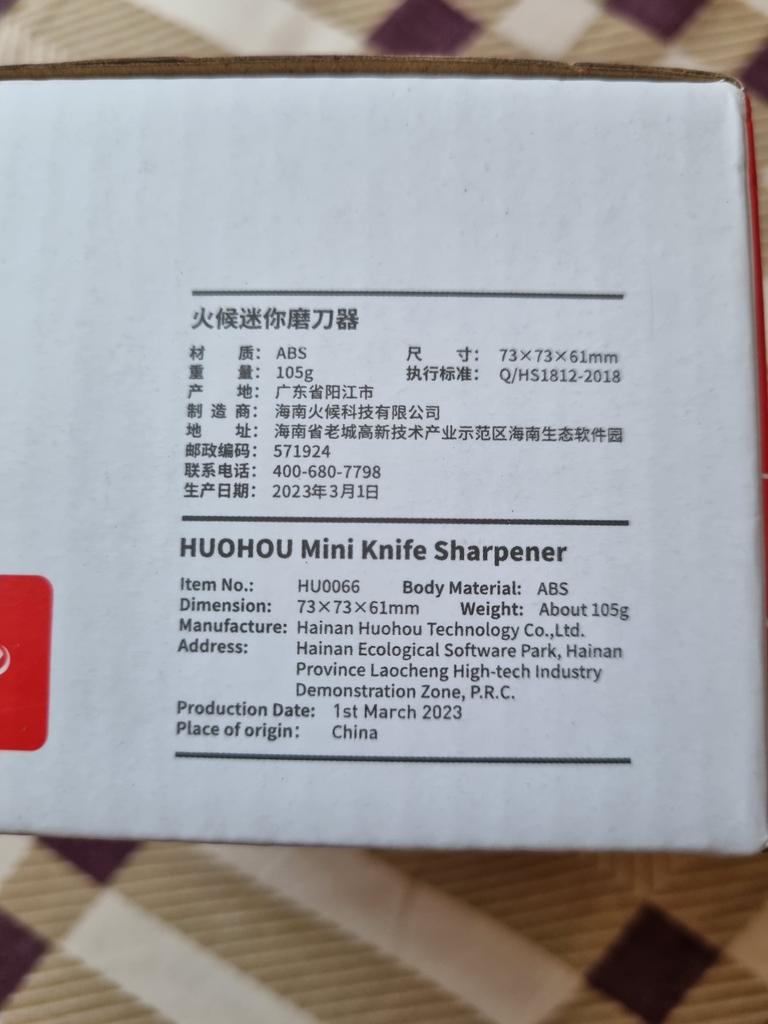 火候迷你磨刀器
材 质： ABS 尺 寸： 73×73×61mm
重 量： 105g 执行标准： Q/HS1812-2018
产 地： 广东省阳江市
制 造 商： 海南火候科技有限公司
地 址： 海南省老城高新技术产业示范区海南生态软件园
邮政编码： 571924
联系电话： 400-680-7798
生产日期： 2023年3月1日
HUOHOU Mini Knife Sharpener
Item No.: HU0066 Body Material: ABS
Dimension: 73×73×61mm Weight: About 105g
Manufacture: Hainan Huohou Technology Co.,Ltd.
Address: Hainan Ecological Software Park, Hainan
Province Laocheng High-tech Industry
Demonstration Zone, P.R.C.
Production Date: 1st March 2023
Place of origin： China